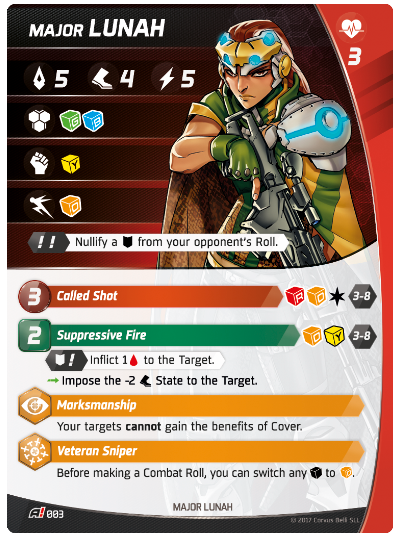 MAJOR LUNAH
3
5 4 5
G B
Y
O
!! Nullify a from your opponent's Roll.
3 Called Shot R O 3-8
2 Suppressive Fire O Y 3-8
! Inflict 1 to the Target.
Impose the -2 State to the Target.
Marksmanship
Your targets cannot gain the benefits of Cover.
Veteran Sniper
Before making a Combat Roll, you can switch any to .
MAJOR LUNAH
A! 003
© 2017 Corvus Belli SLL